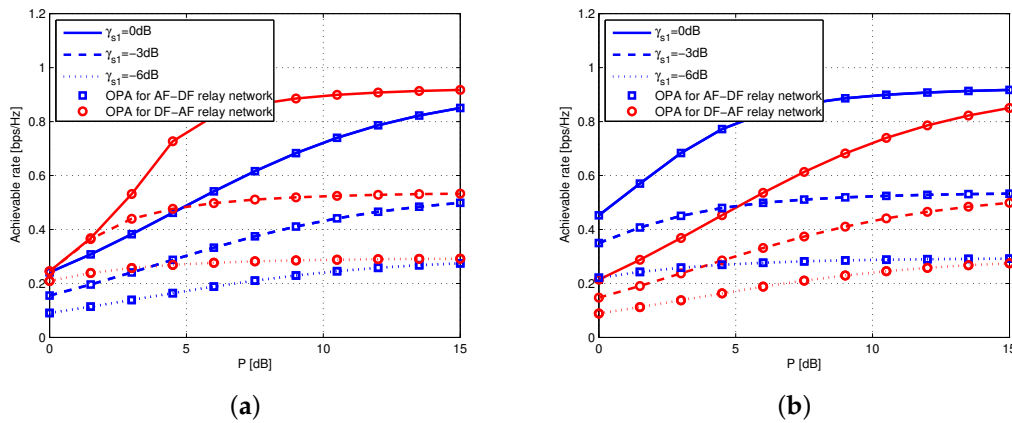 1.2
1
0.8
0.6
0.4
0.2
0
Achievable rate [bps/Hz]
γs1=0dB
γs1=−3dB
γs1=−6dB
OPA for AF−DF relay network
OPA for DF−AF relay network
0 5 10 15
P [dB]
(a)
1.2
1
0.8
0.6
0.4
0.2
0
Achievable rate [bps/Hz]
γs1=0dB
γs1=−3dB
γs1=−6dB
OPA for AF−DF relay network
OPA for DF−AF relay network
0 5 10 15
P [dB]
(b)